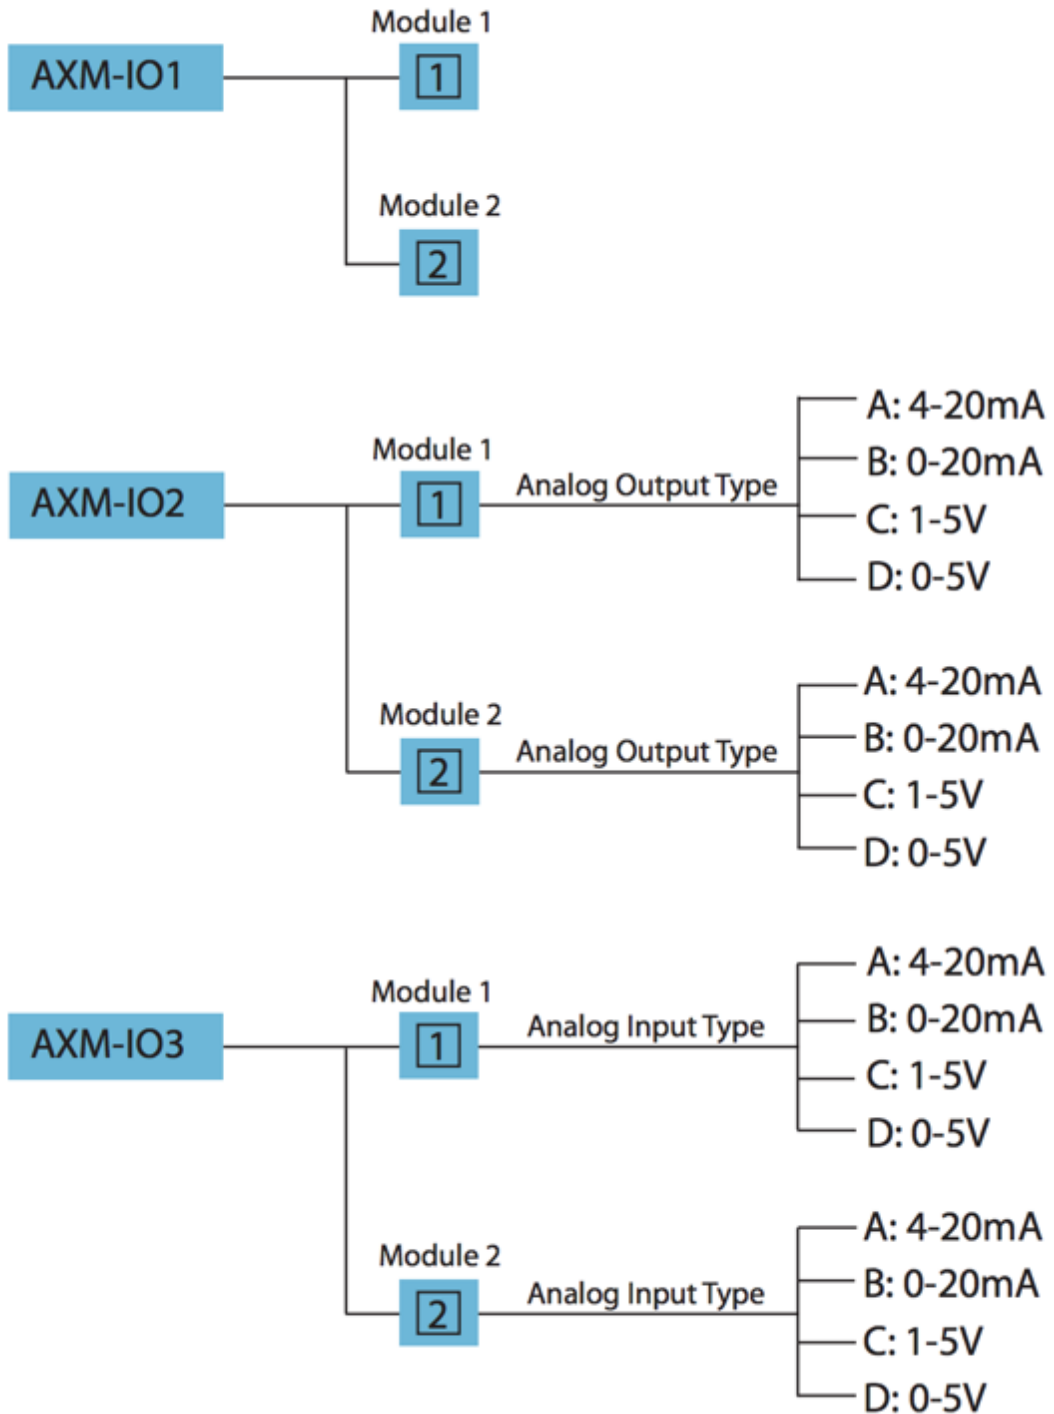 Module 1
AXM-IO1
1
Module 2
2
A: 4-20mA
Module 1
B: 0-20mA
AXM-IO2
1
Analog Output Type
C: 1-5V
D: 0-5V
A: 4-20mA
Module 2
B: 0-20mA
2
Analog Output Type
C: 1-5V
D: 0-5V
A: 4-20mA
Module 1
B: 0-20mA
AXM-IO3
1
Analog Input Type
C: 1-5V
D: 0-5V
A: 4-20mA
Module 2
B: 0-20mA
2
Analog Input Type
C: 1-5V
D: 0-5V